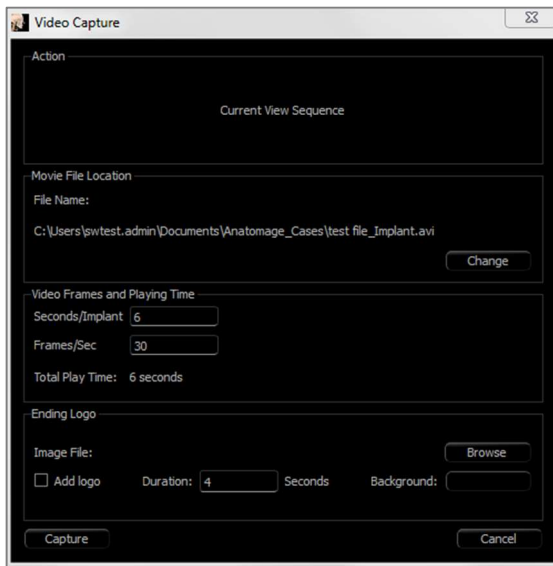 Video Capture
Action
Current View Sequence
Movie File Location
File Name:
C:\Users\swtest.admin\Documents\Anatomage_Cases\test file_Implant.avi
Change
Video Frames and Playing Time
Seconds/Implant 6
Frames/Sec 30
Total Play Time: 6 seconds
Ending Logo
Image File: Browse
Add logo Duration: 4 Seconds Background:
Capture Cancel